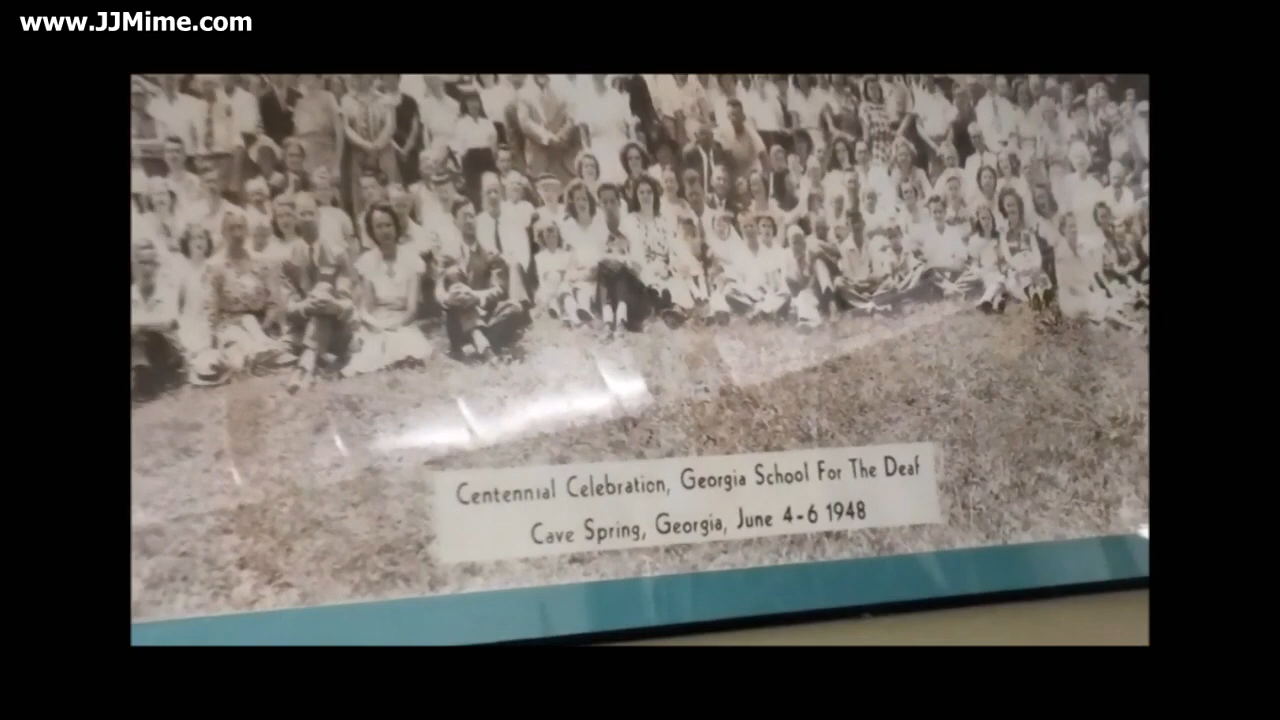 www.JJMime.com
Centennial Celebration, Georgia School For The Deaf
Cave Spring, Georgia, June 4-6 1948